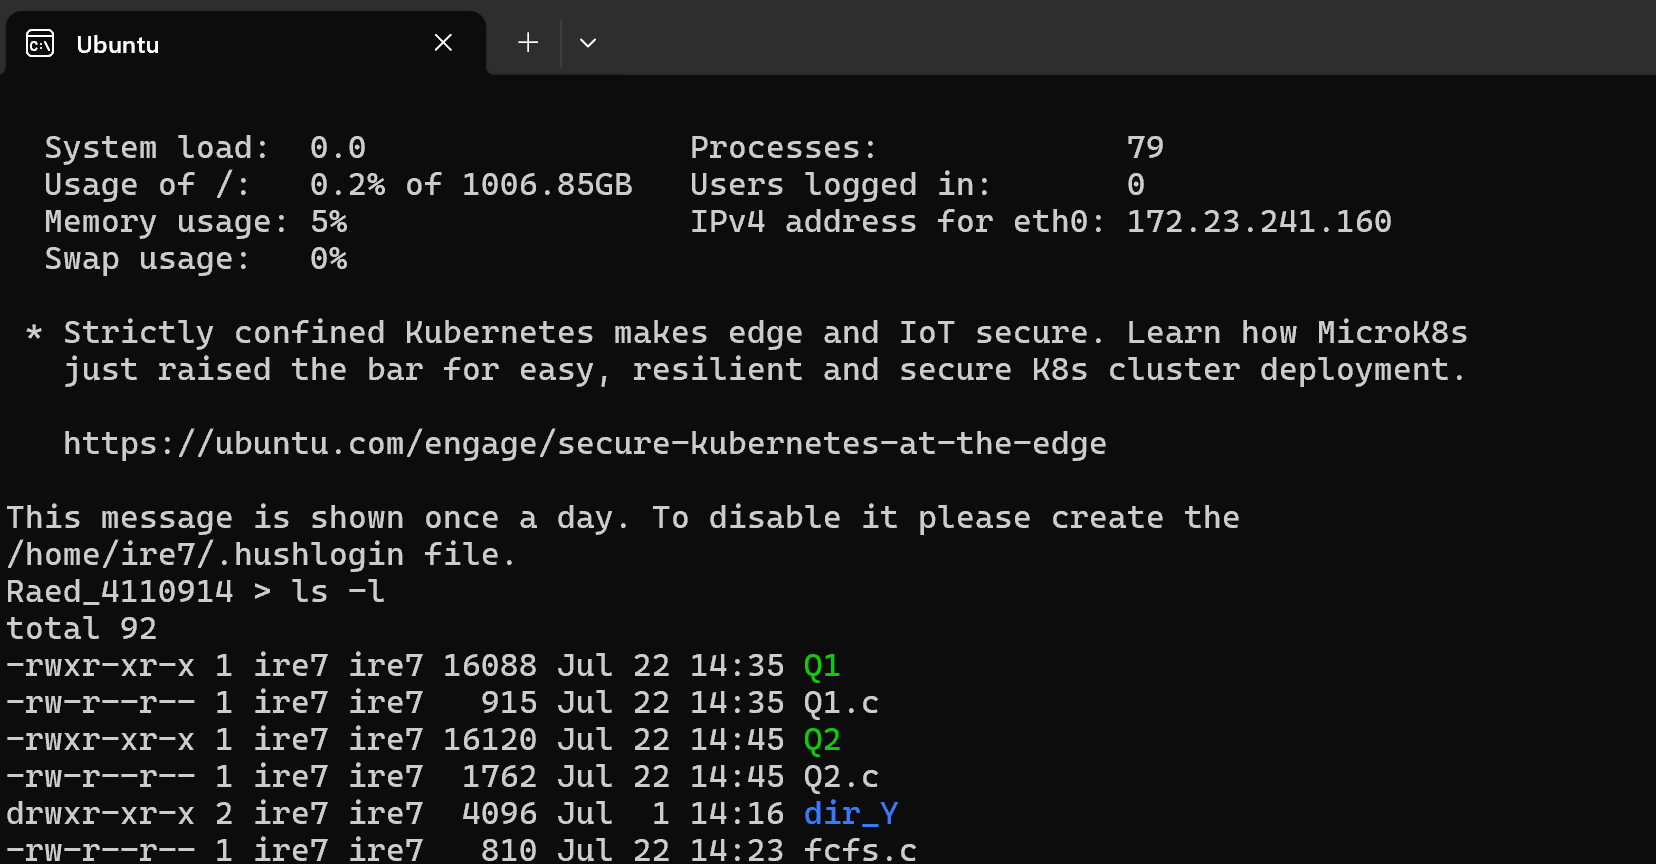 Ubuntu
System load:  0.0                 Processes:             79
Usage of /:   0.2% of 1006.85GB   Users logged in:       0
Memory usage: 5%                  IPv4 address for eth0: 172.23.241.160
Swap usage:   0%
* Strictly confined Kubernetes makes edge and IoT secure. Learn how MicroK8s
just raised the bar for easy, resilient and secure K8s cluster deployment.
https://ubuntu.com/engage/secure-kubernetes-at-the-edge
This message is shown once a day. To disable it please create the
/home/ire7/.hushlogin file.
Raed_4110914 > ls -l
total 92
-rwxr-xr-x 1 ire7 ire7 16088 Jul 22 14:35 Q1
-rw-r--r-- 1 ire7 ire7   915 Jul 22 14:35 Q1.c
-rwxr-xr-x 1 ire7 ire7 16120 Jul 22 14:45 Q2
-rw-r--r-- 1 ire7 ire7  1762 Jul 22 14:45 Q2.c
drwxr-xr-x 2 ire7 ire7  4096 Jul  1 14:16 dir_Y
-rw-r--r-- 1 ire7 ire7   810 Jul 22 14:23 fcfs.c